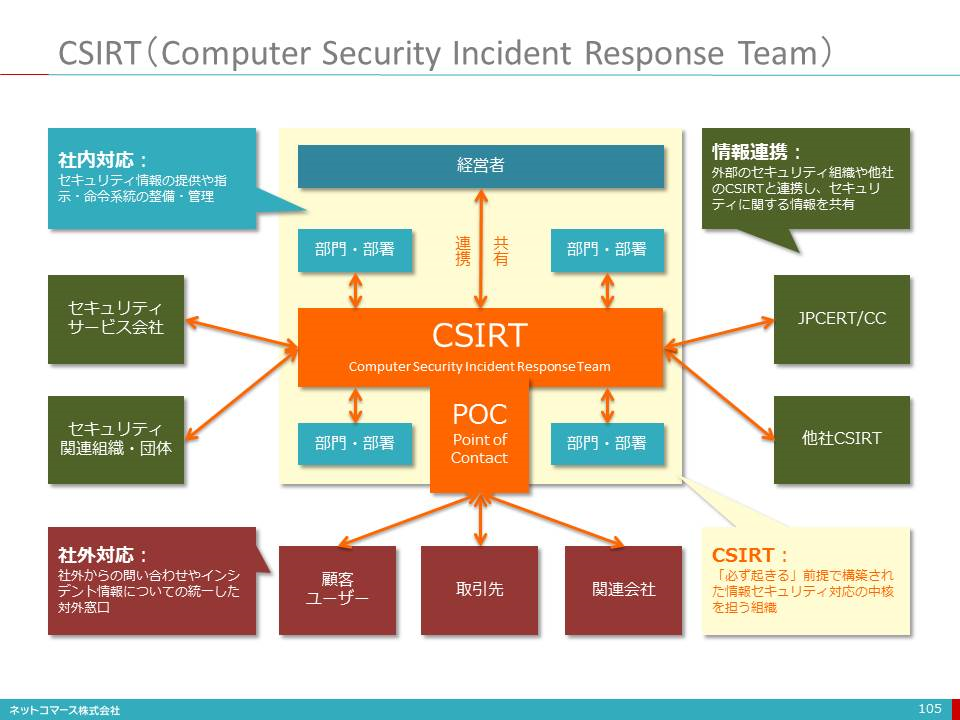 CSIRT（Computer Security Incident Response Team）
社内対応：
セキュリティ情報の提供や指
示・命令系統の整備・管理
経営者
情報連携：
外部のセキュリティ組織や他社
のCSIRTと連携し、セキュリ
ティに関する情報を共有
部門・部署
連携
共有
部門・部署
セキュリティ
サービス会社
CSIRT
Computer Security Incident Response Team
JPCERT/CC
セキュリティ
関連組織・団体
部門・部署
POC
Point of
Contact
部門・部署
他社CSIRT
社外対応：
社外からの問い合わせやインシ
デント情報についての統一した
対外窓口
顧客
ユーザー
取引先
関連会社
CSIRT：
「必ず起きる」前提で構築され
た情報セキュリティ対応の中核
を担う組織
ネットコマース株式会社
105